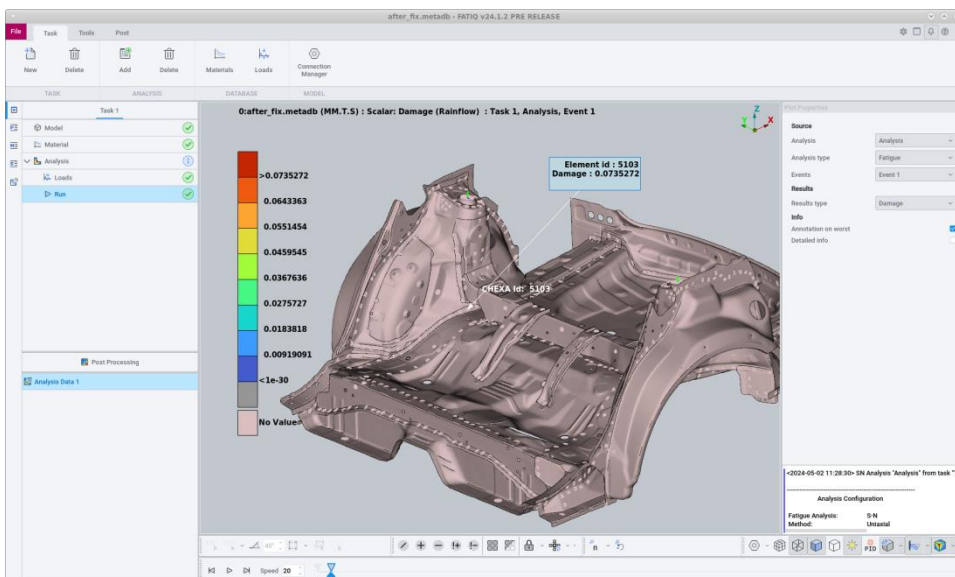 after_fix.metadb - FATIQ v24.1.2 PRE RELEASE
File Task Tools Post
New Delete Add Delete Materials Loads Connection Manager
TASK ANALYSIS DATABASE MODEL
Task 1
Model
Material
Analysis
Loads
Run
Post Processing
Analysis Data 1
0:after_fix.metadb (MM.T.S) : Scalar: Damage (Rainflow) : Task 1, Analysis, Event 1
Z
Y
X
Element id : 5103
Damage : 0.0735272
CHEXA Id: 5103
>0.0735272
0.0643363
0.0551454
0.0459545
0.0367636
0.0275727
0.0183818
0.00919091
<1e-30
No Value=
Plot Properties
Source
Analysis Analysis
Analysis type Fatigue
Events Event 1
Results
Results type Damage
Info
Annotation on worst
Detailed info
<2024-05-02 11:28:30> SN Analysis "Analysis" from task "
Analysis Configuration
Fatigue Analysis: S-N
Method: Uniaxial
40°
n
PID
Speed 20